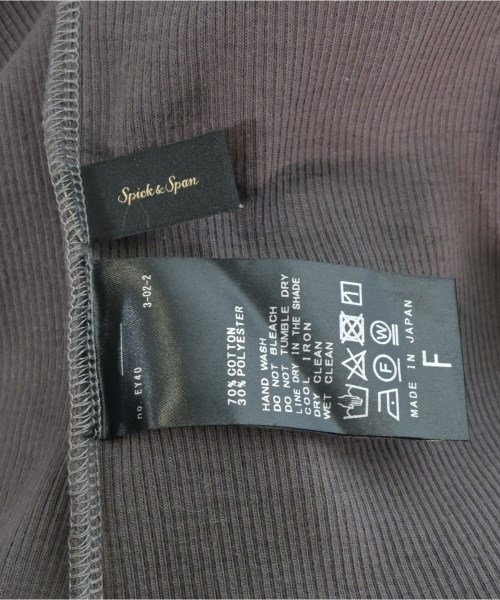 Spick & Span
3-02-2
no. EY40
70% COTTON
30% POLYESTER
HAND WASH
DO NOT BLEACH
DO NOT TUMBLE DRY
LINE DRY IN THE SHADE
COOL IRON
DRY CLEAN
WET CLEAN
F W
MADE IN JAPAN
F